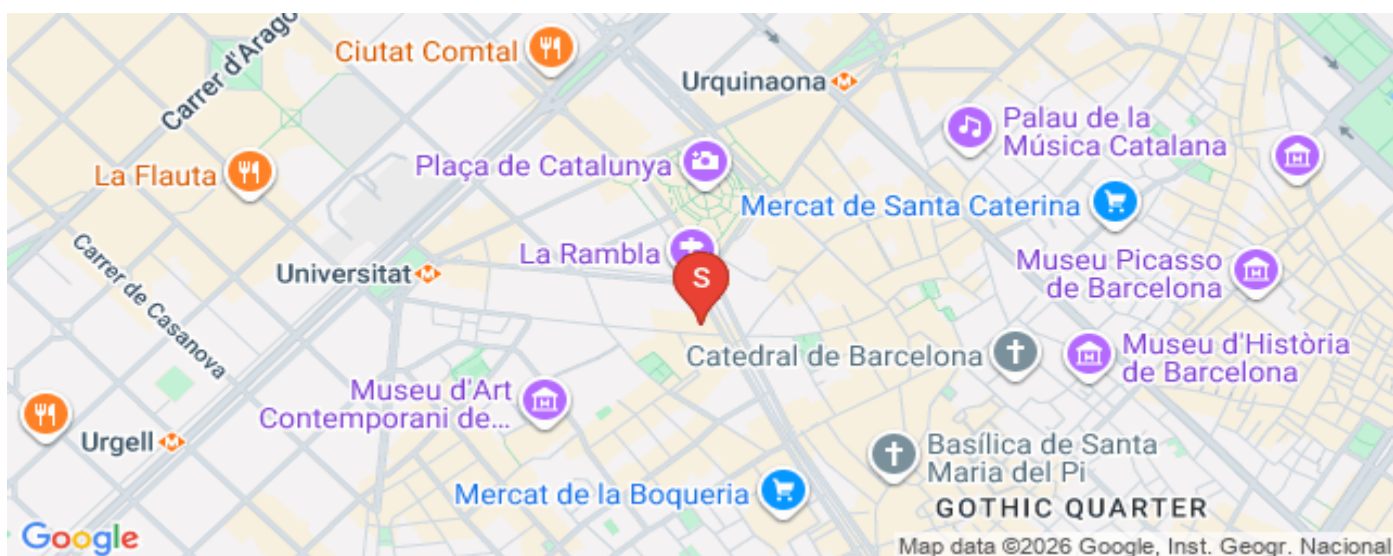 Carrer d'Arago
Ciutat Comtal
Urquinaona
Palau de la
Música Catalana
La Flauta
Plaça de Catalunya
Mercat de Santa Caterina
La Rambla
Carrer de Casanova
Universitat
S
Museu Picasso
de Barcelona
Catedral de Barcelona
Museu d'Història
de Barcelona
Museu d'Art
Contemporani de...
Urgell
Basílica de Santa
Maria del Pi
Mercat de la Boqueria
GOTHIC QUARTER
Google
Map data ©2026 Google, Inst. Geogr. Nacional